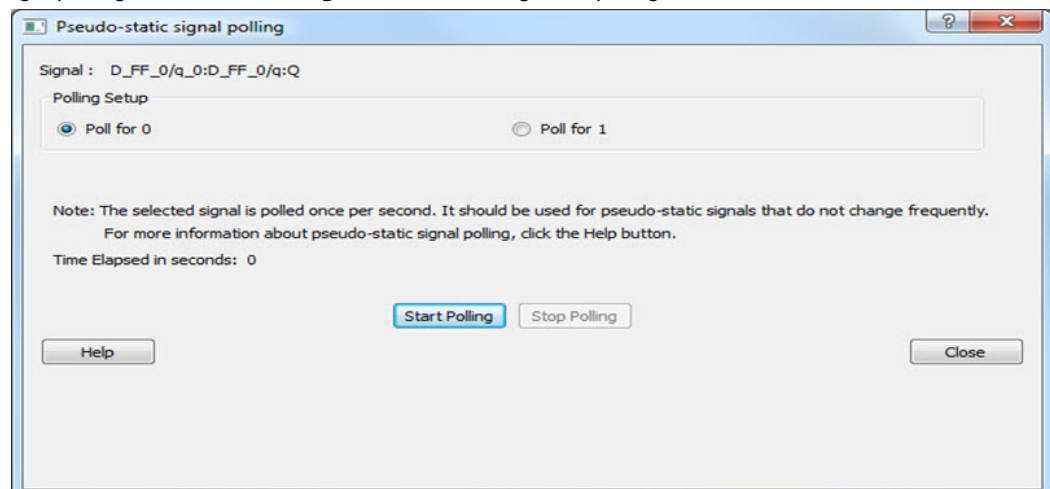 Pseudo-static signal polling
Signal : D_FF_0/q_0:D_FF_0/q:Q
Polling Setup
Poll for 0 Poll for 1
Note: The selected signal is polled once per second. It should be used for pseudo-static signals that do not change frequently.
For more information about pseudo-static signal polling, click the Help button.
Time Elapsed in seconds: 0
Start Polling Stop Polling
Help Close